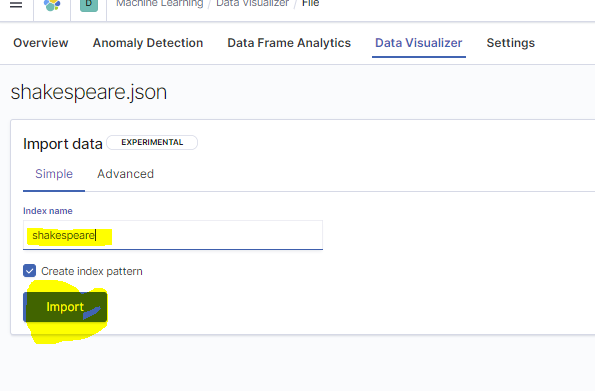 D Machine Learning / Data Visualizer / File
Overview Anomaly Detection Data Frame Analytics Data Visualizer Settings
shakespeare.json
Import data EXPERIMENTAL
Simple Advanced
Index name
shakespeare
Create index pattern
Import